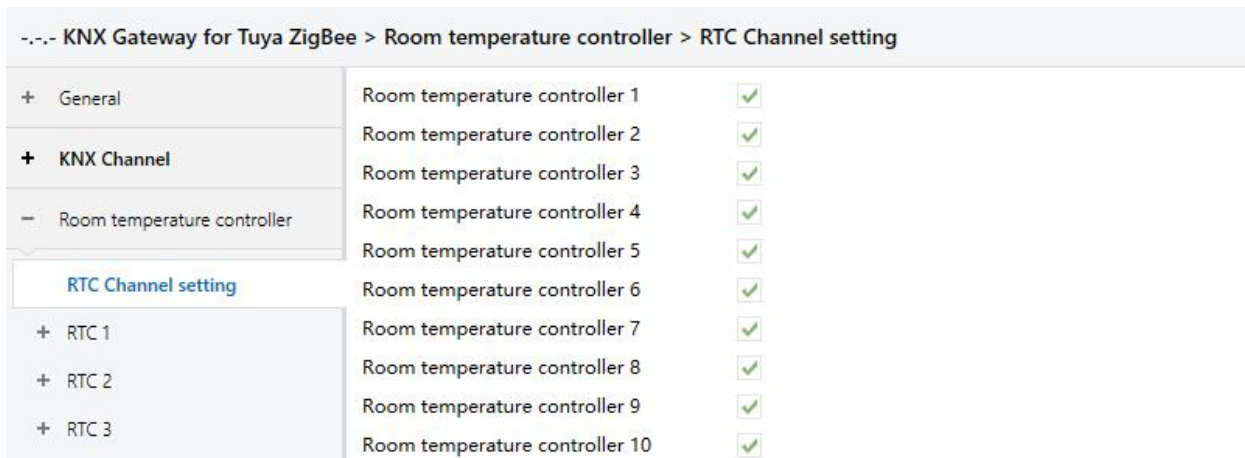 -.-.- KNX Gateway for Tuya ZigBee > Room temperature controller > RTC Channel setting
+ General
+ KNX Channel
– Room temperature controller
RTC Channel setting
+ RTC 1
+ RTC 2
+ RTC 3
Room temperature controller 1
Room temperature controller 2
Room temperature controller 3
Room temperature controller 4
Room temperature controller 5
Room temperature controller 6
Room temperature controller 7
Room temperature controller 8
Room temperature controller 9
Room temperature controller 10